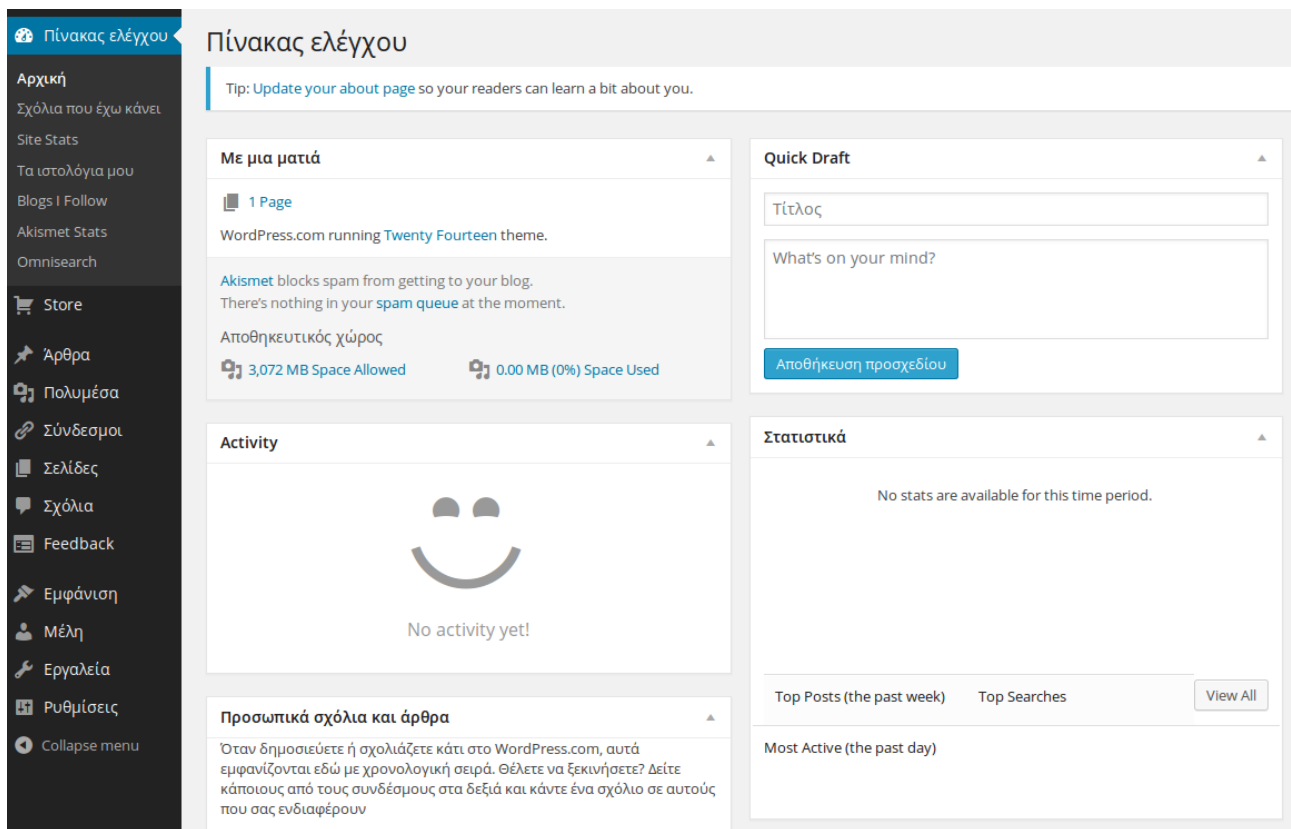 Πίνακας ελέγχου
Αρχική
Σχόλια που έχω κάνει
Site Stats
Τα ιστολόγια μου
Blogs I Follow
Akismet Stats
Omnisearch
Store
Άρθρα
Πολυμέσα
Σύνδεσμοι
Σελίδες
Σχόλια
Feedback
Εμφάνιση
Μέλη
Εργαλεία
Ρυθμίσεις
Collapse menu
Πίνακας ελέγχου
Tip: Update your about page so your readers can learn a bit about you.
Με μια ματιά
1 Page
WordPress.com running Twenty Fourteen theme.
Akismet blocks spam from getting to your blog.
There's nothing in your spam queue at the moment.
Αποθηκευτικός χώρος
3,072 MB Space Allowed
0.00 MB (0%) Space Used
Activity
No activity yet!
Προσωπικά σχόλια και άρθρα
Όταν δημοσιεύετε ή σχολιάζετε κάτι στο WordPress.com, αυτά
εμφανίζονται εδώ με χρονολογική σειρά. Θέλετε να ξεκινήσετε? Δείτε
κάποιους από τους συνδέσμους στα δεξιά και κάντε ένα σχόλιο σε αυτούς
που σας ενδιαφέρουν
Quick Draft
Τίτλος
What's on your mind?
Αποθήκευση προσχεδίου
Στατιστικά
No stats are available for this time period.
Top Posts (the past week)
Top Searches
View All
Most Active (the past day)